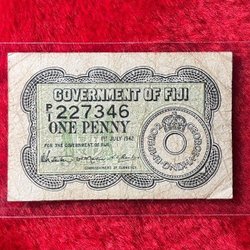 GOVERNMENT OF FIJI
P/1 227346
ONE PENNY
1ST JULY 1942
FOR THE GOVERNMENT OF FIJI
COMMISSIONERS OF CURRENCY